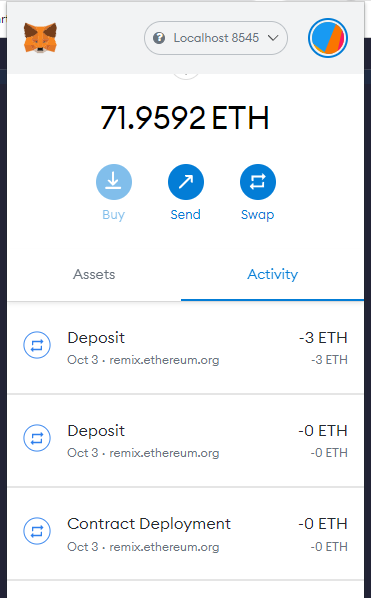 Localhost 8545
71.9592 ETH
Buy
Send
Swap
Assets
Activity
Deposit
-3 ETH
Oct 3 · remix.ethereum.org
-3 ETH
Deposit
-0 ETH
Oct 3 · remix.ethereum.org
-0 ETH
Contract Deployment
-0 ETH
Oct 3 · remix.ethereum.org
-0 ETH